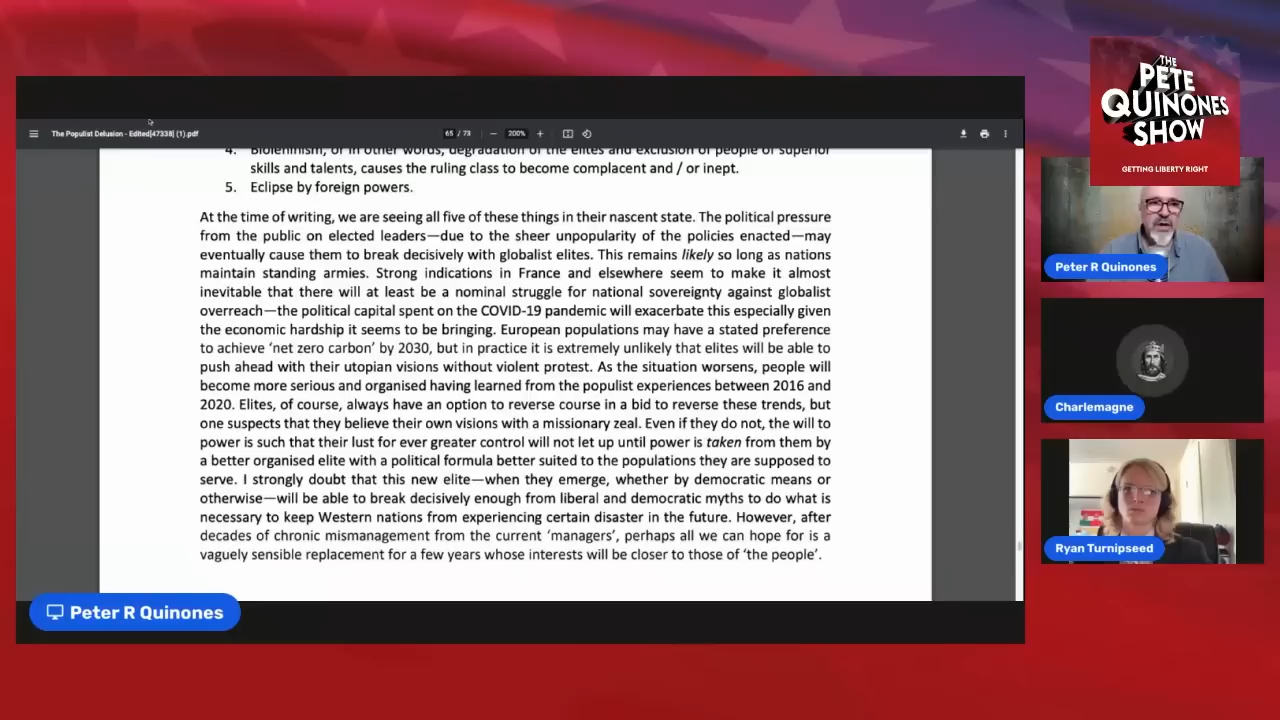 The Populist Delusion - Edited[47338] (1).pdf
65 / 73
200%
4. Bioleninism, or in other words, degradation of the elites and exclusion of people of superior
skills and talents, causes the ruling class to become complacent and / or inept.
5. Eclipse by foreign powers.
At the time of writing, we are seeing all five of these things in their nascent state. The political pressure
from the public on elected leaders—due to the sheer unpopularity of the policies enacted—may
eventually cause them to break decisively with globalist elites. This remains likely so long as nations
maintain standing armies. Strong indications in France and elsewhere seem to make it almost
inevitable that there will at least be a nominal struggle for national sovereignty against globalist
overreach—the political capital spent on the COVID-19 pandemic will exacerbate this especially given
the economic hardship it seems to be bringing. European populations may have a stated preference
to achieve ‘net zero carbon’ by 2030, but in practice it is extremely unlikely that elites will be able to
push ahead with their utopian visions without violent protest. As the situation worsens, people will
become more serious and organised having learned from the populist experiences between 2016 and
2020. Elites, of course, always have an option to reverse course in a bid to reverse these trends, but
one suspects that they believe their own visions with a missionary zeal. Even if they do not, the will to
power is such that their lust for ever greater control will not let up until power is taken from them by
a better organised elite with a political formula better suited to the populations they are supposed to
serve. I strongly doubt that this new elite—when they emerge, whether by democratic means or
otherwise—will be able to break decisively enough from liberal and democratic myths to do what is
necessary to keep Western nations from experiencing certain disaster in the future. However, after
decades of chronic mismanagement from the current ‘managers’, perhaps all we can hope for is a
vaguely sensible replacement for a few years whose interests will be closer to those of ‘the people’.
Peter R Quinones
THE
PETE
QUINONES
SHOW
GETTING LIBERTY RIGHT
Peter R Quinones
Charlemagne
Ryan Turnipseed